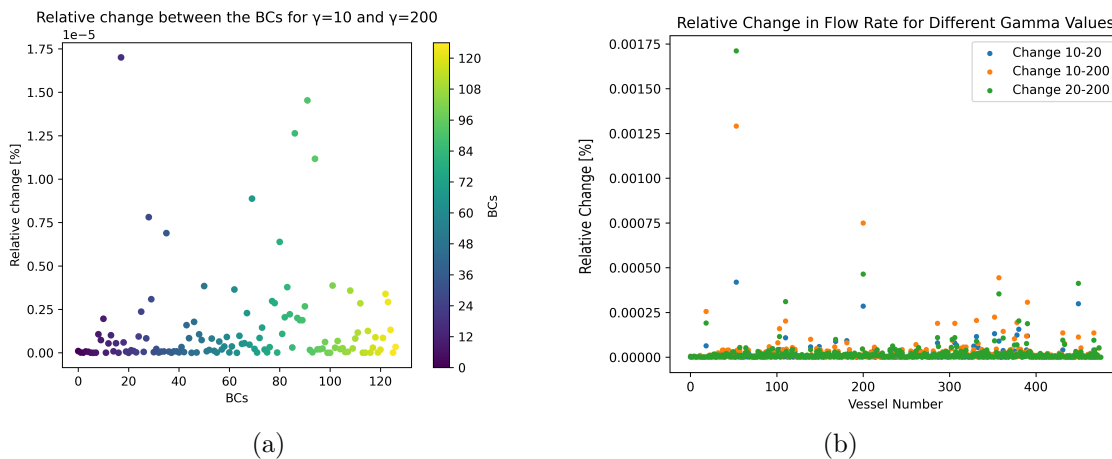 Relative change between the BCs for γ=10 and γ=200
1e−5
1.75
1.50
1.25
1.00
0.75
0.50
0.25
0.00
Relative change [%]
0 20 40 60 80 100 120
BCs
120
108
96
84
72
60
48
36
24
12
0
BCs
(a)
Relative Change in Flow Rate for Different Gamma Values
Change 10-20
Change 10-200
Change 20-200
0.00175
0.00150
0.00125
0.00100
0.00075
0.00050
0.00025
0.00000
Relative Change [%]
0 100 200 300 400
Vessel Number
(b)